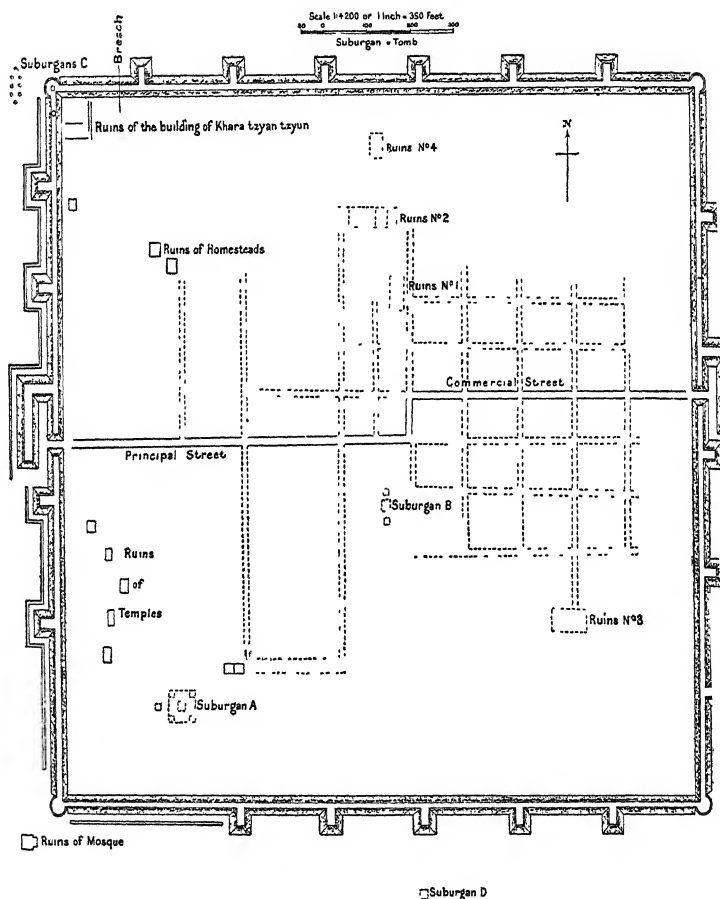 Scale 1:4200 or 1 Inch = 350 Feet.
50 0 100 200 300
Suburgan = Tomb
Bresch
Suburgans C
Ruins of the building of Khara tzyan tzyun
N
Ruins Nº4
Ruins Nº2
Ruins of Homesteads
Ruins Nº1
Commercial Street
Principal Street
Suburgan B
Ruins
of
Temples
Ruins Nº3
Suburgan A
Ruins of Mosque
Suburgan D